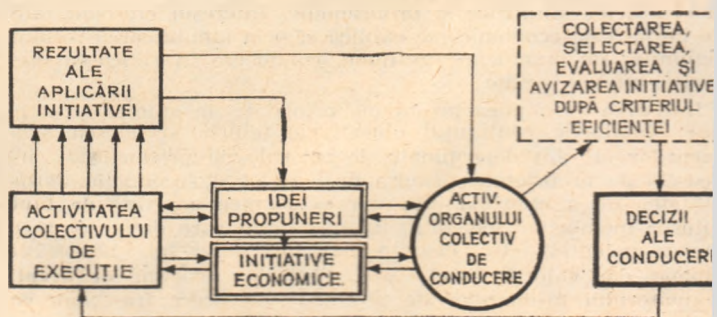 REZULTATE
ALE
APLICĂRII
INIȚIATIVEI
COLECTAREA,
SELECTAREA,
EVALUAREA ȘI
AVIZAREA INIȚIATIVE
DUPĂ CRITERIUL
EFICIENȚEI
ACTIVITATEA
COLECTIVULUI
DE
EXECUȚIE
IDEI
PROPUNERI
INIȚIATIVE
ECONOMICE.
ACTIV.
ORGANULUI
COLECTIV
DE
CONDUCERE
DECIZII
ALE
CONDUCERI